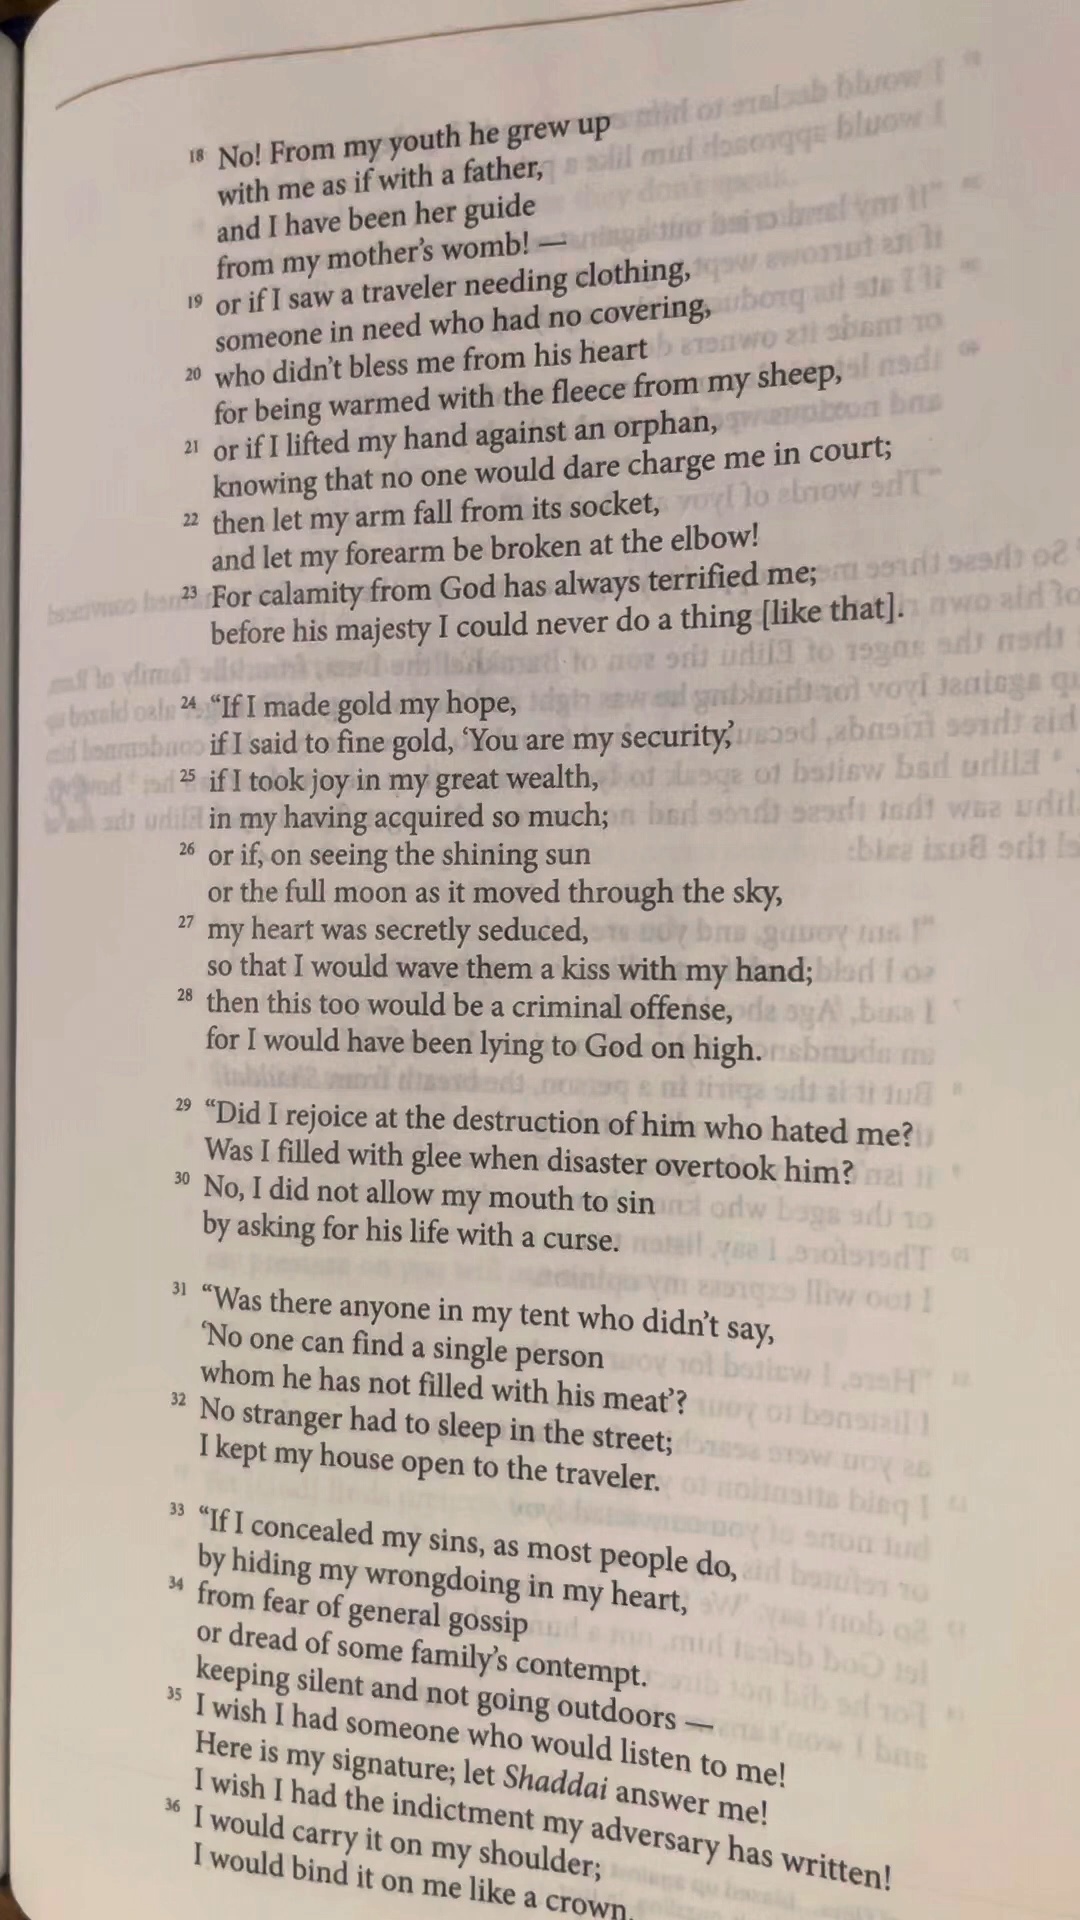 18 No! From my youth he grew up
with me as if with a father,
and I have been her guide
from my mother's womb! —
19 or if I saw a traveler needing clothing,
someone in need who had no covering,
20 who didn't bless me from his heart
for being warmed with the fleece from my sheep,
21 or if I lifted my hand against an orphan,
knowing that no one would dare charge me in court;
22 then let my arm fall from its socket,
and let my forearm be broken at the elbow!
23 For calamity from God has always terrified me;
before his majesty I could never do a thing [like that].
24 “If I made gold my hope,
if I said to fine gold, ‘You are my security,’
25 if I took joy in my great wealth,
in my having acquired so much;
26 or if, on seeing the shining sun
or the full moon as it moved through the sky,
27 my heart was secretly seduced,
so that I would wave them a kiss with my hand;
28 then this too would be a criminal offense,
for I would have been lying to God on high.
29 “Did I rejoice at the destruction of him who hated me?
Was I filled with glee when disaster overtook him?
30 No, I did not allow my mouth to sin
by asking for his life with a curse.
31 “Was there anyone in my tent who didn't say,
‘No one can find a single person
whom he has not filled with his meat’?
32 No stranger had to sleep in the street;
I kept my house open to the traveler.
33 “If I concealed my sins, as most people do,
by hiding my wrongdoing in my heart,
34 from fear of general gossip
or dread of some family's contempt.
keeping silent and not going outdoors —
35 I wish I had someone who would listen to me!
Here is my signature; let Shaddai answer me!
I wish I had the indictment my adversary has written!
36 I would carry it on my shoulder;
I would bind it on me like a crown.